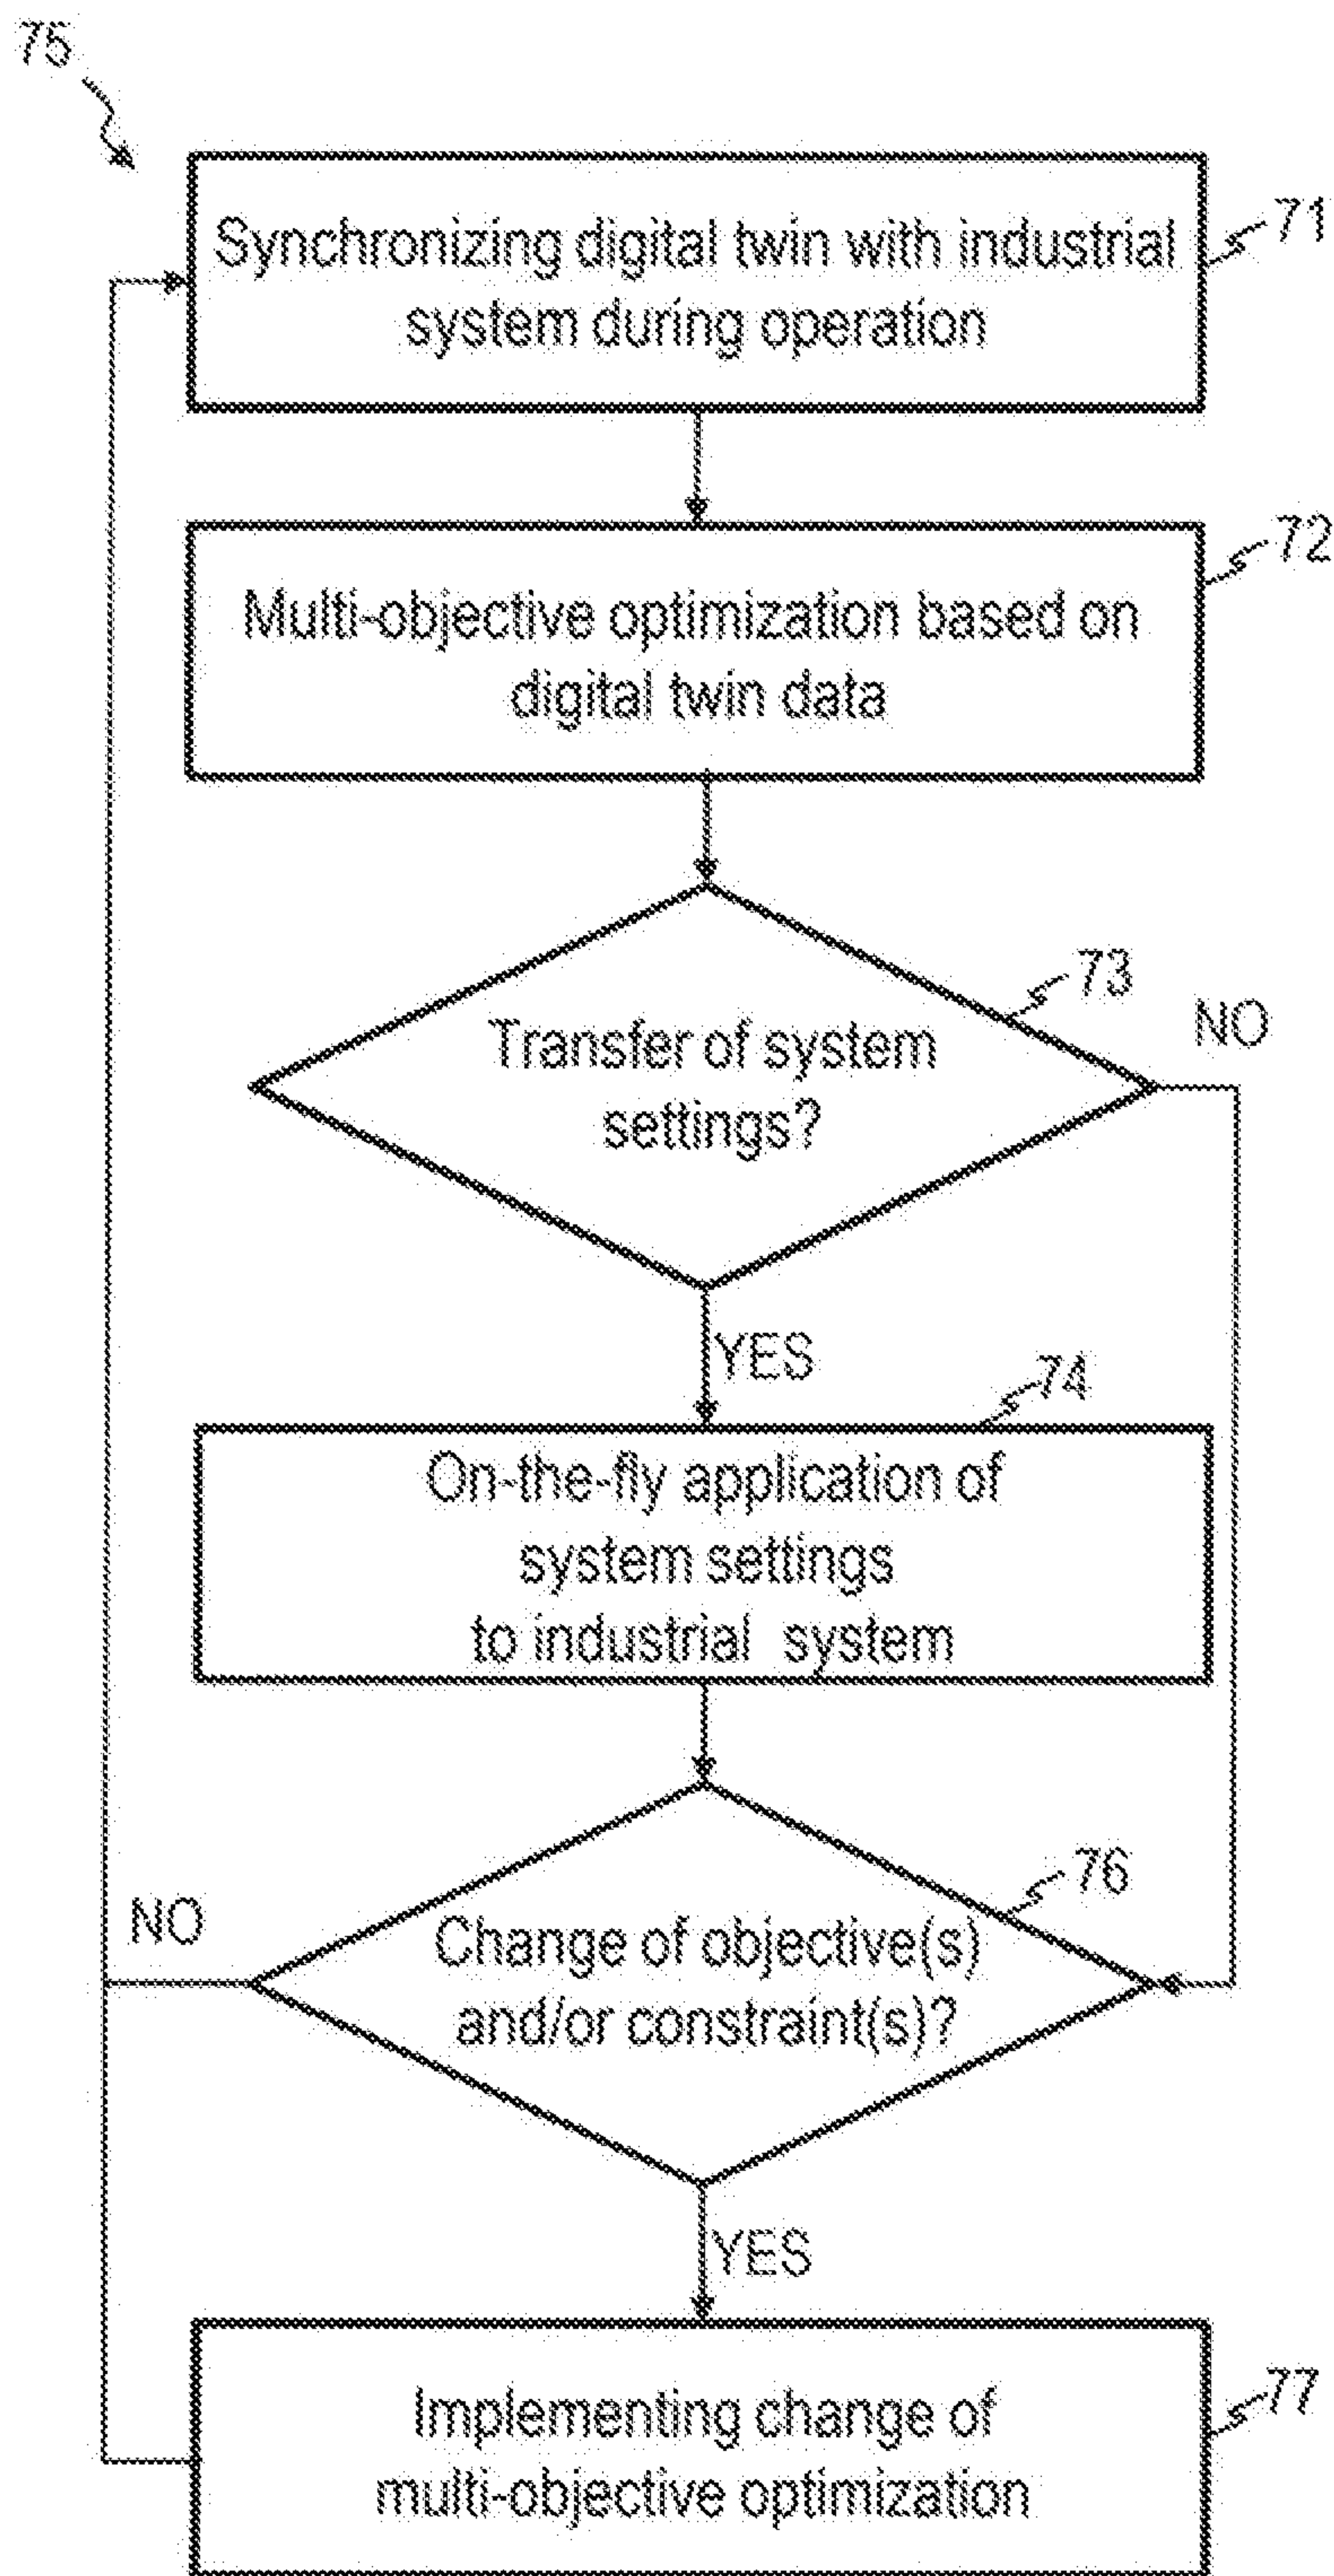 75
Synchronizing digital twin with industrial
system during operation
71
Multi-objective optimization based on
digital twin data
72
Transfer of system
settings?
73
NO
YES
74
On-the-fly application of
system settings
to industrial system
76
Change of objective(s)
and/or constraint(s)?
NO
YES
Implementing change of
multi-objective optimization
77